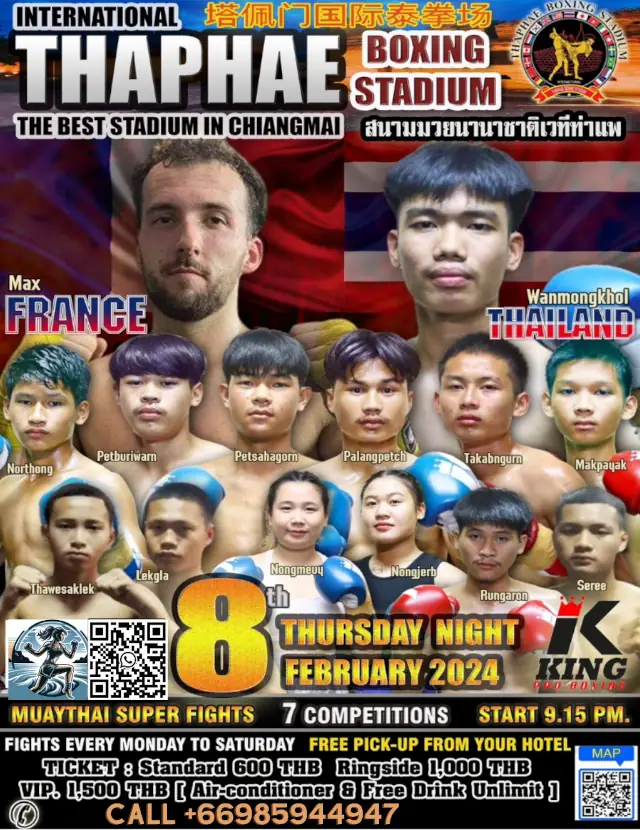 INTERNATIONAL
塔佩门国际泰拳场
THAPHAE
BOXING
STADIUM
THE BEST STADIUM IN CHIANGMAI
สนามมวยนานาชาติเวทีท่าแพ
THAPHAE BOXING STADIUM
Max
FRANCE
Wanmongkhol
THAILAND
Northong
Petburiwarn
Petsahagorn
Palangpetch
Takabngurn
Makpayak
Thawesaklek
Lekgla
Nongmeuy
Nongjerb
Rungaron
Seree
8th
THURSDAY NIGHT
FEBRUARY 2024
K
KING
PRO BOXING
MUAYTHAI SUPER FIGHTS 7 COMPETITIONS START 9.15 PM.
FIGHTS EVERY MONDAY TO SATURDAY FREE PICK-UP FROM YOUR HOTEL
MAP
TICKET : Standard 600 THB Ringside 1,000 THB
VIP. 1,500 THB [ Air-conditioner & Free Drink Unlimit ]
CALL +66985944947